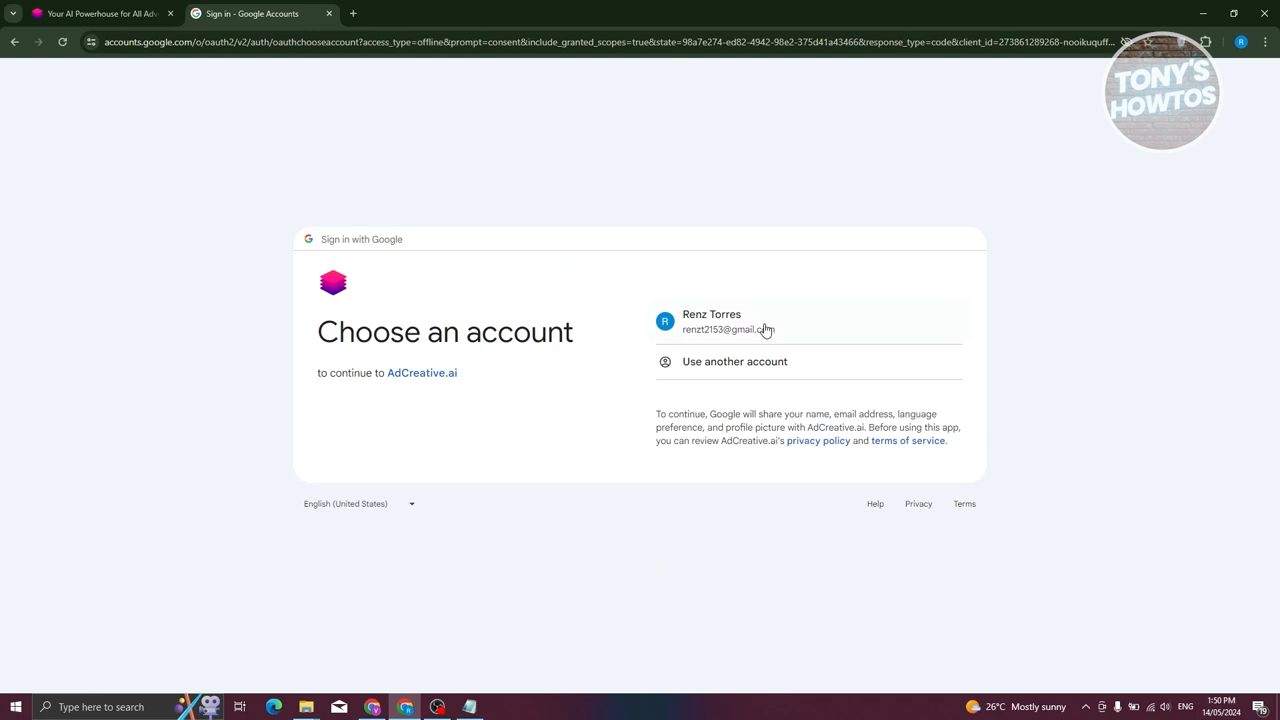 Your AI Powerhouse for All Adv
Sign in - Google Accounts
accounts.google.com/o/oauth2/v2/auth/oauthchooseaccount?access_type=offline&prompt=consent&include_granted_scopes=true&state=98a7e274-ed82-4942-98e2-375d41a43466&response_type=code&client_id=273861289268-nooikuquff...
R
TONY'S
HOWTOS
Sign in with Google
Choose an account
to continue to AdCreative.ai
R
Renz Torres
renzt2153@gmail.com
Use another account
To continue, Google will share your name, email address, language
preference, and profile picture with AdCreative.ai. Before using this app,
you can review AdCreative.ai's privacy policy and terms of service.
English (United States)
Help Privacy Terms
Type here to search
26°C Mostly sunny
ENG
1:50 PM
14/05/2024
19